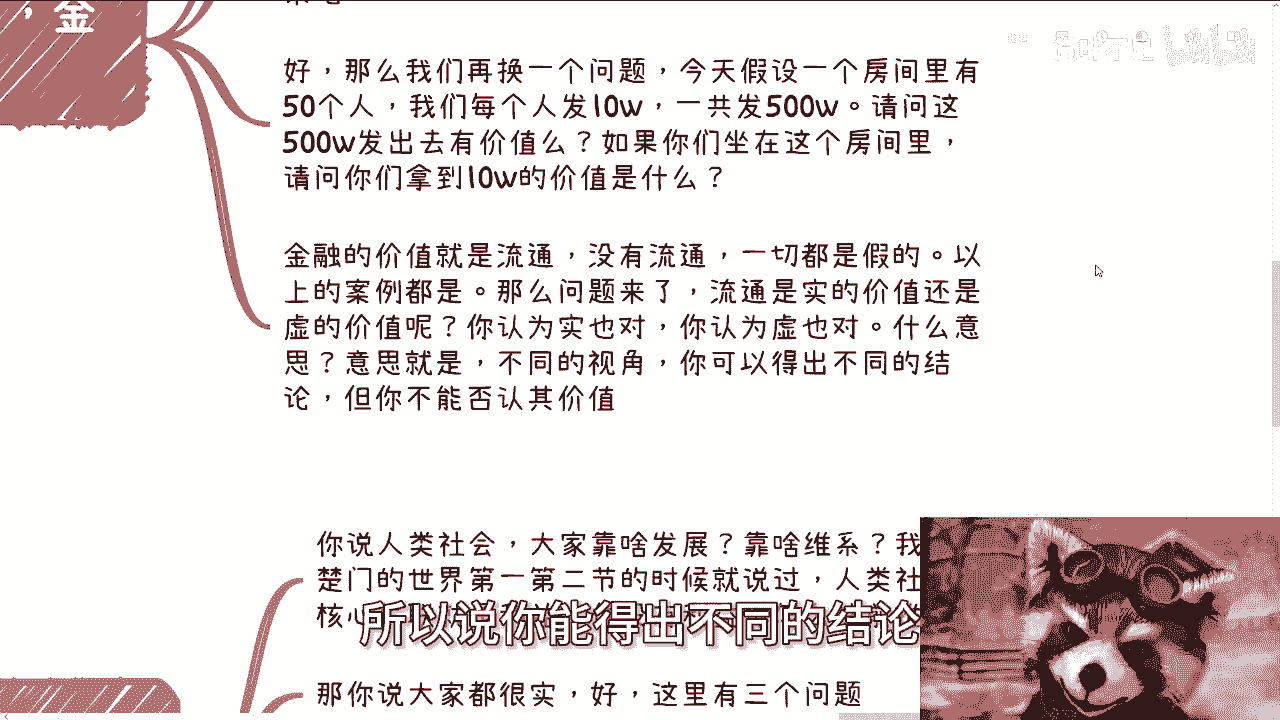 ，金
好，那么我们再换一个问题，今天假设一个房间里有
50个人，我们每个人发10w，一共发500w。请问这
500w发出去有价值么？如果你们坐在这个房间里，
请问你们拿到10w的价值是什么？
金融的价值就是流通，没有流通，一切都是假的。以
上的案例都是。那么问题来了，流通是实的价值还是
虚的价值呢？你认为实也对，你认为虚也对。什么意
思？意思就是，不同的视角，你可以得出不同的结
论，但你不能否认其价值
你说人类社会，大家靠啥发展？靠啥维系？我
楚门的世界第一第二节的时候就说过，人类社
核心
所以说你能得出不同的结论
那你说大家都很实，好，这里有三个问题